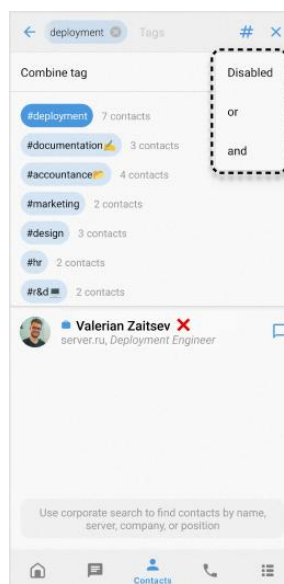 deployment Tags #
Combine tag
Disabled
or
and
#deployment 7 contacts
#documentation✍ 3 contacts
#accountance📂 4 contacts
#marketing 2 contacts
#design 3 contacts
#hr 2 contacts
#r&d💻 2 contacts
Valerian Zaitsev ❌
server.ru, Deployment Engineer
Use corporate search to find contacts by name,
server, company, or position
Contacts